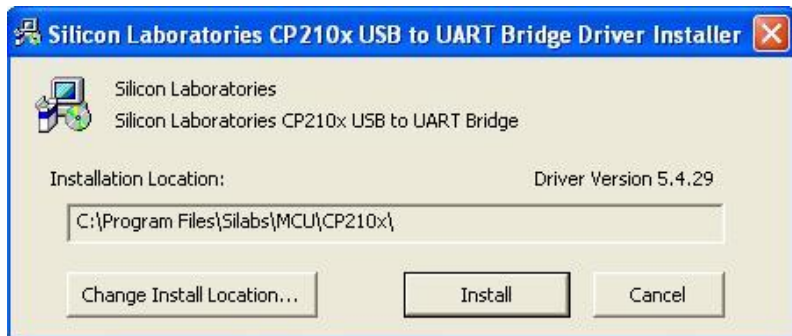 Silicon Laboratories CP210x USB to UART Bridge Driver Installer
Silicon Laboratories
Silicon Laboratories CP210x USB to UART Bridge
Installation Location:
Driver Version 5.4.29
C:\Program Files\Silabs\MCU\CP210x\
Change Install Location...
Install
Cancel